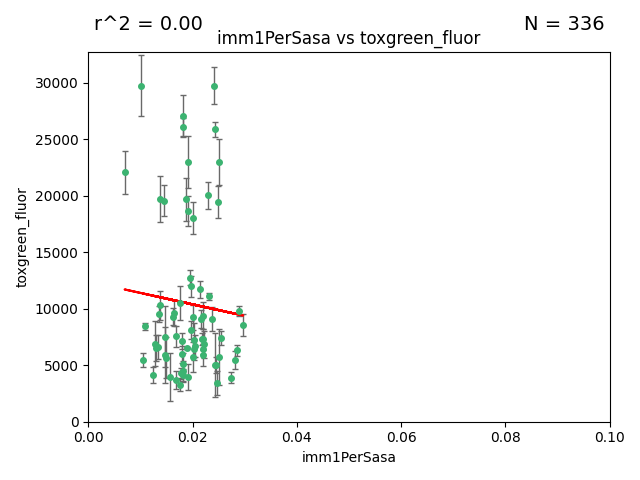 r^2 = 0.00
N = 336
imm1PerSasa vs toxgreen_fluor
30000
25000
20000
15000
10000
5000
0
toxgreen_fluor
0.00
0.02
0.04
0.06
0.08
0.10
imm1PerSasa